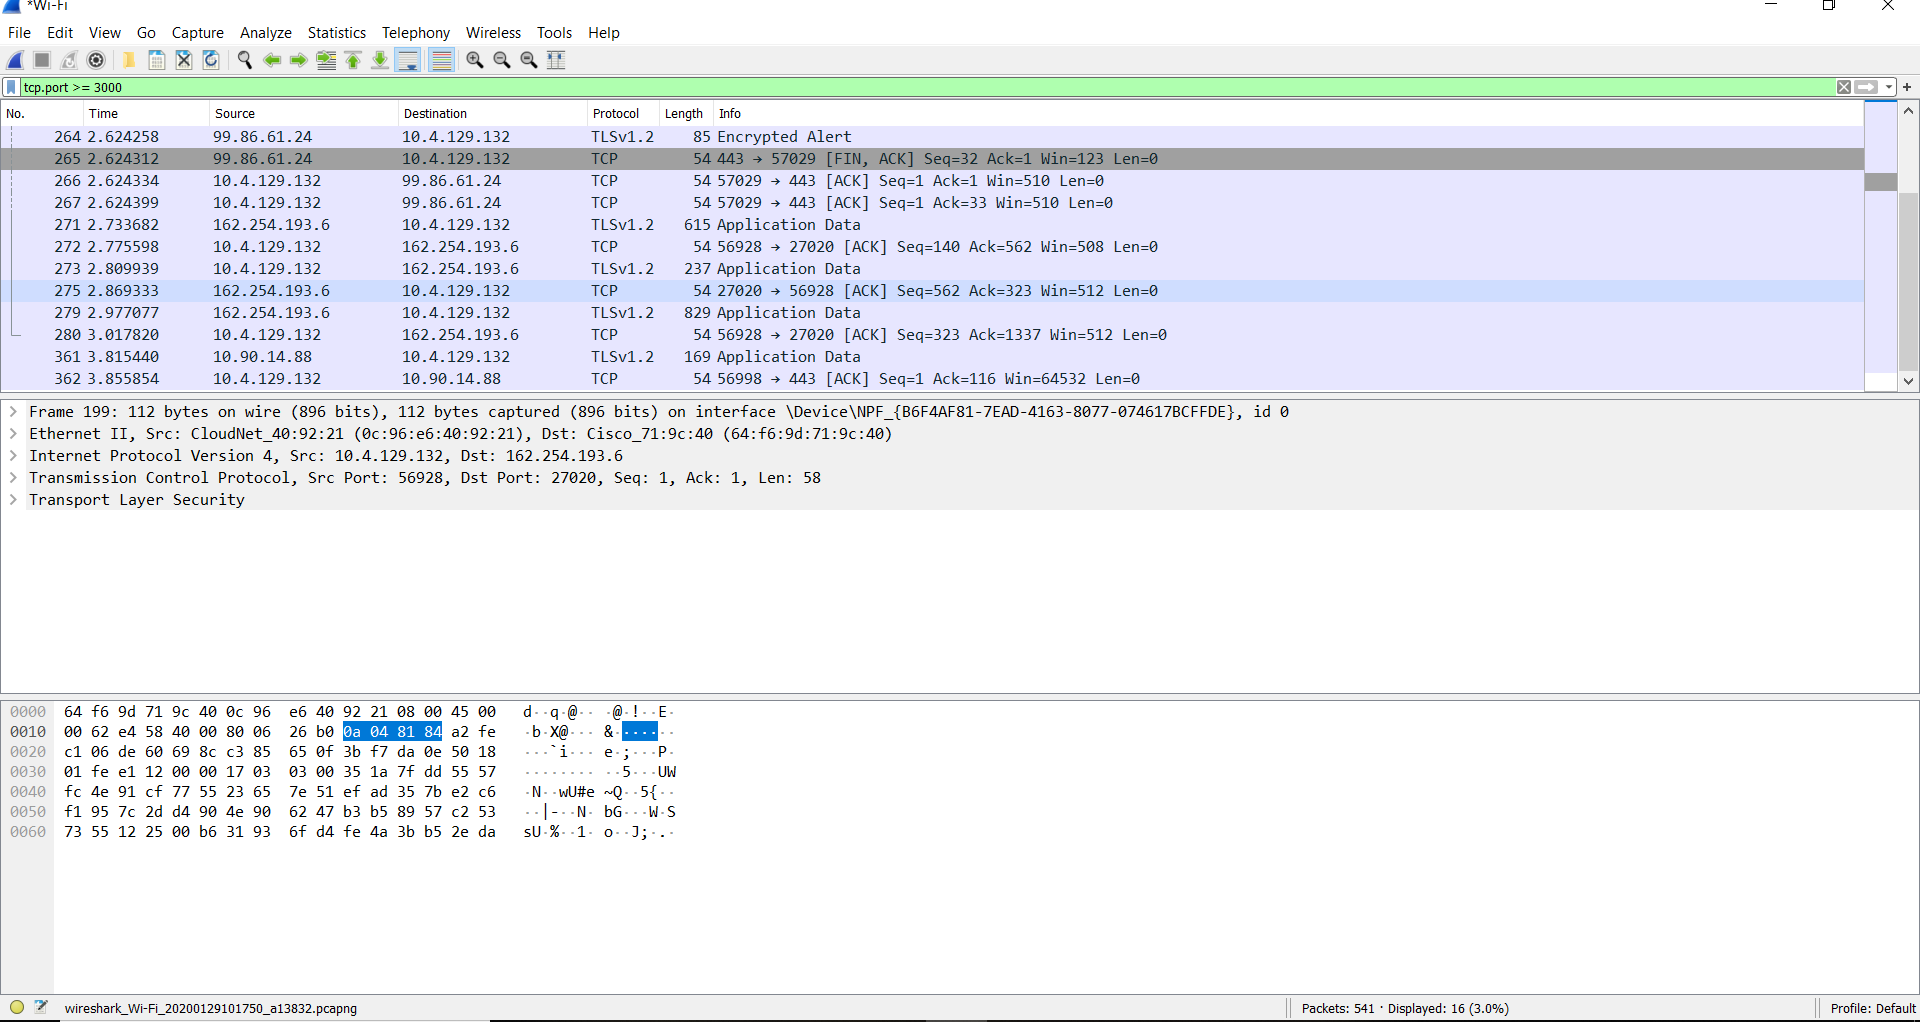 *Wi-Fi
File Edit View Go Capture Analyze Statistics Telephony Wireless Tools Help
tcp.port >= 3000
No. Time Source Destination Protocol Length Info
264 2.624258 99.86.61.24 10.4.129.132 TLSv1.2 85 Encrypted Alert
265 2.624312 99.86.61.24 10.4.129.132 TCP 54 443 → 57029 [FIN, ACK] Seq=32 Ack=1 Win=123 Len=0
266 2.624334 10.4.129.132 99.86.61.24 TCP 54 57029 → 443 [ACK] Seq=1 Ack=1 Win=510 Len=0
267 2.624399 10.4.129.132 99.86.61.24 TCP 54 57029 → 443 [ACK] Seq=1 Ack=33 Win=510 Len=0
271 2.733682 162.254.193.6 10.4.129.132 TLSv1.2 615 Application Data
272 2.775598 10.4.129.132 162.254.193.6 TCP 54 56928 → 27020 [ACK] Seq=140 Ack=562 Win=508 Len=0
273 2.809939 10.4.129.132 162.254.193.6 TLSv1.2 237 Application Data
275 2.869333 162.254.193.6 10.4.129.132 TCP 54 27020 → 56928 [ACK] Seq=562 Ack=323 Win=512 Len=0
279 2.977077 162.254.193.6 10.4.129.132 TLSv1.2 829 Application Data
280 3.017820 10.4.129.132 162.254.193.6 TCP 54 56928 → 27020 [ACK] Seq=323 Ack=1337 Win=512 Len=0
361 3.815440 10.90.14.88 10.4.129.132 TLSv1.2 169 Application Data
362 3.855854 10.4.129.132 10.90.14.88 TCP 54 56998 → 443 [ACK] Seq=1 Ack=116 Win=64532 Len=0
Frame 199: 112 bytes on wire (896 bits), 112 bytes captured (896 bits) on interface \Device\NPF_{B6F4AF81-7EAD-4163-8077-074617BCFFDE}, id 0
Ethernet II, Src: CloudNet_40:92:21 (0c:96:e6:40:92:21), Dst: Cisco_71:9c:40 (64:f6:9d:71:9c:40)
Internet Protocol Version 4, Src: 10.4.129.132, Dst: 162.254.193.6
Transmission Control Protocol, Src Port: 56928, Dst Port: 27020, Seq: 1, Ack: 1, Len: 58
Transport Layer Security
0000 64 f6 9d 71 9c 40 0c 96 e6 40 92 21 08 00 45 00 d··q·@·· ·@·!··E·
0010 00 62 e4 58 40 00 80 06 26 b0 0a 04 81 84 a2 fe ·b·X@··· &·······
0020 c1 06 de 60 69 8c c3 85 65 0f 3b f7 da 0e 50 18 ···`i··· e·;···P·
0030 01 fe e1 12 00 00 17 03 03 00 35 1a 7f dd 55 57 ········ ··5···UW
0040 fc 4e 91 cf 77 55 23 65 7e 51 ef ad 35 7b e2 c6 ·N··wU#e ~Q··5{··
0050 f1 95 7c 2d d4 90 4e 90 62 47 b3 b5 89 57 c2 53 ··|-··N· bG···W·S
0060 73 55 12 25 00 b6 31 93 6f d4 fe 4a 3b b5 2e da sU·%··1· o··J;·.·
wireshark_Wi-Fi_20200129101750_a13832.pcapng Packets: 541 · Displayed: 16 (3.0%) Profile: Default